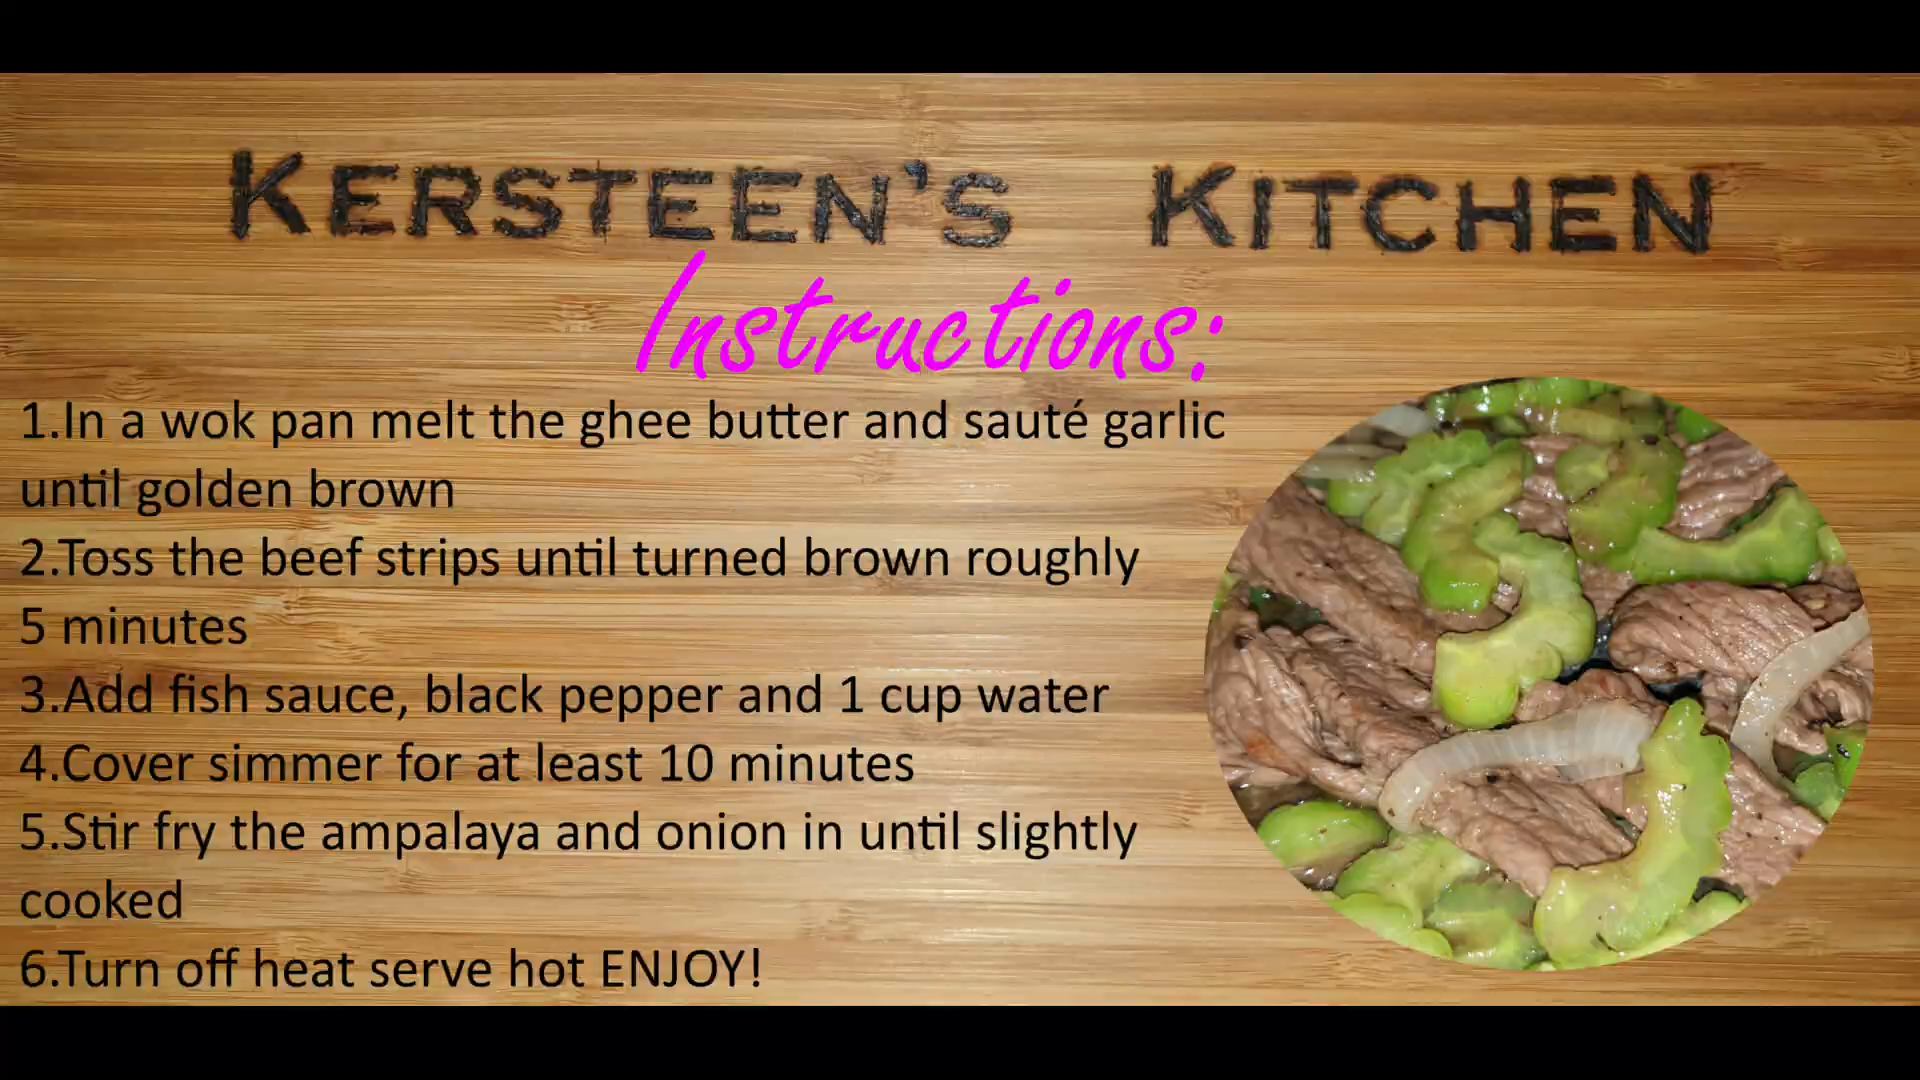 KERSTEEN'S KITCHEN
Instructions:
1.In a wok pan melt the ghee butter and sauté garlic
until golden brown
2.Toss the beef strips until turned brown roughly
5 minutes
3.Add fish sauce, black pepper and 1 cup water
4.Cover simmer for at least 10 minutes
5.Stir fry the ampalaya and onion in until slightly
cooked
6.Turn off heat serve hot ENJOY!